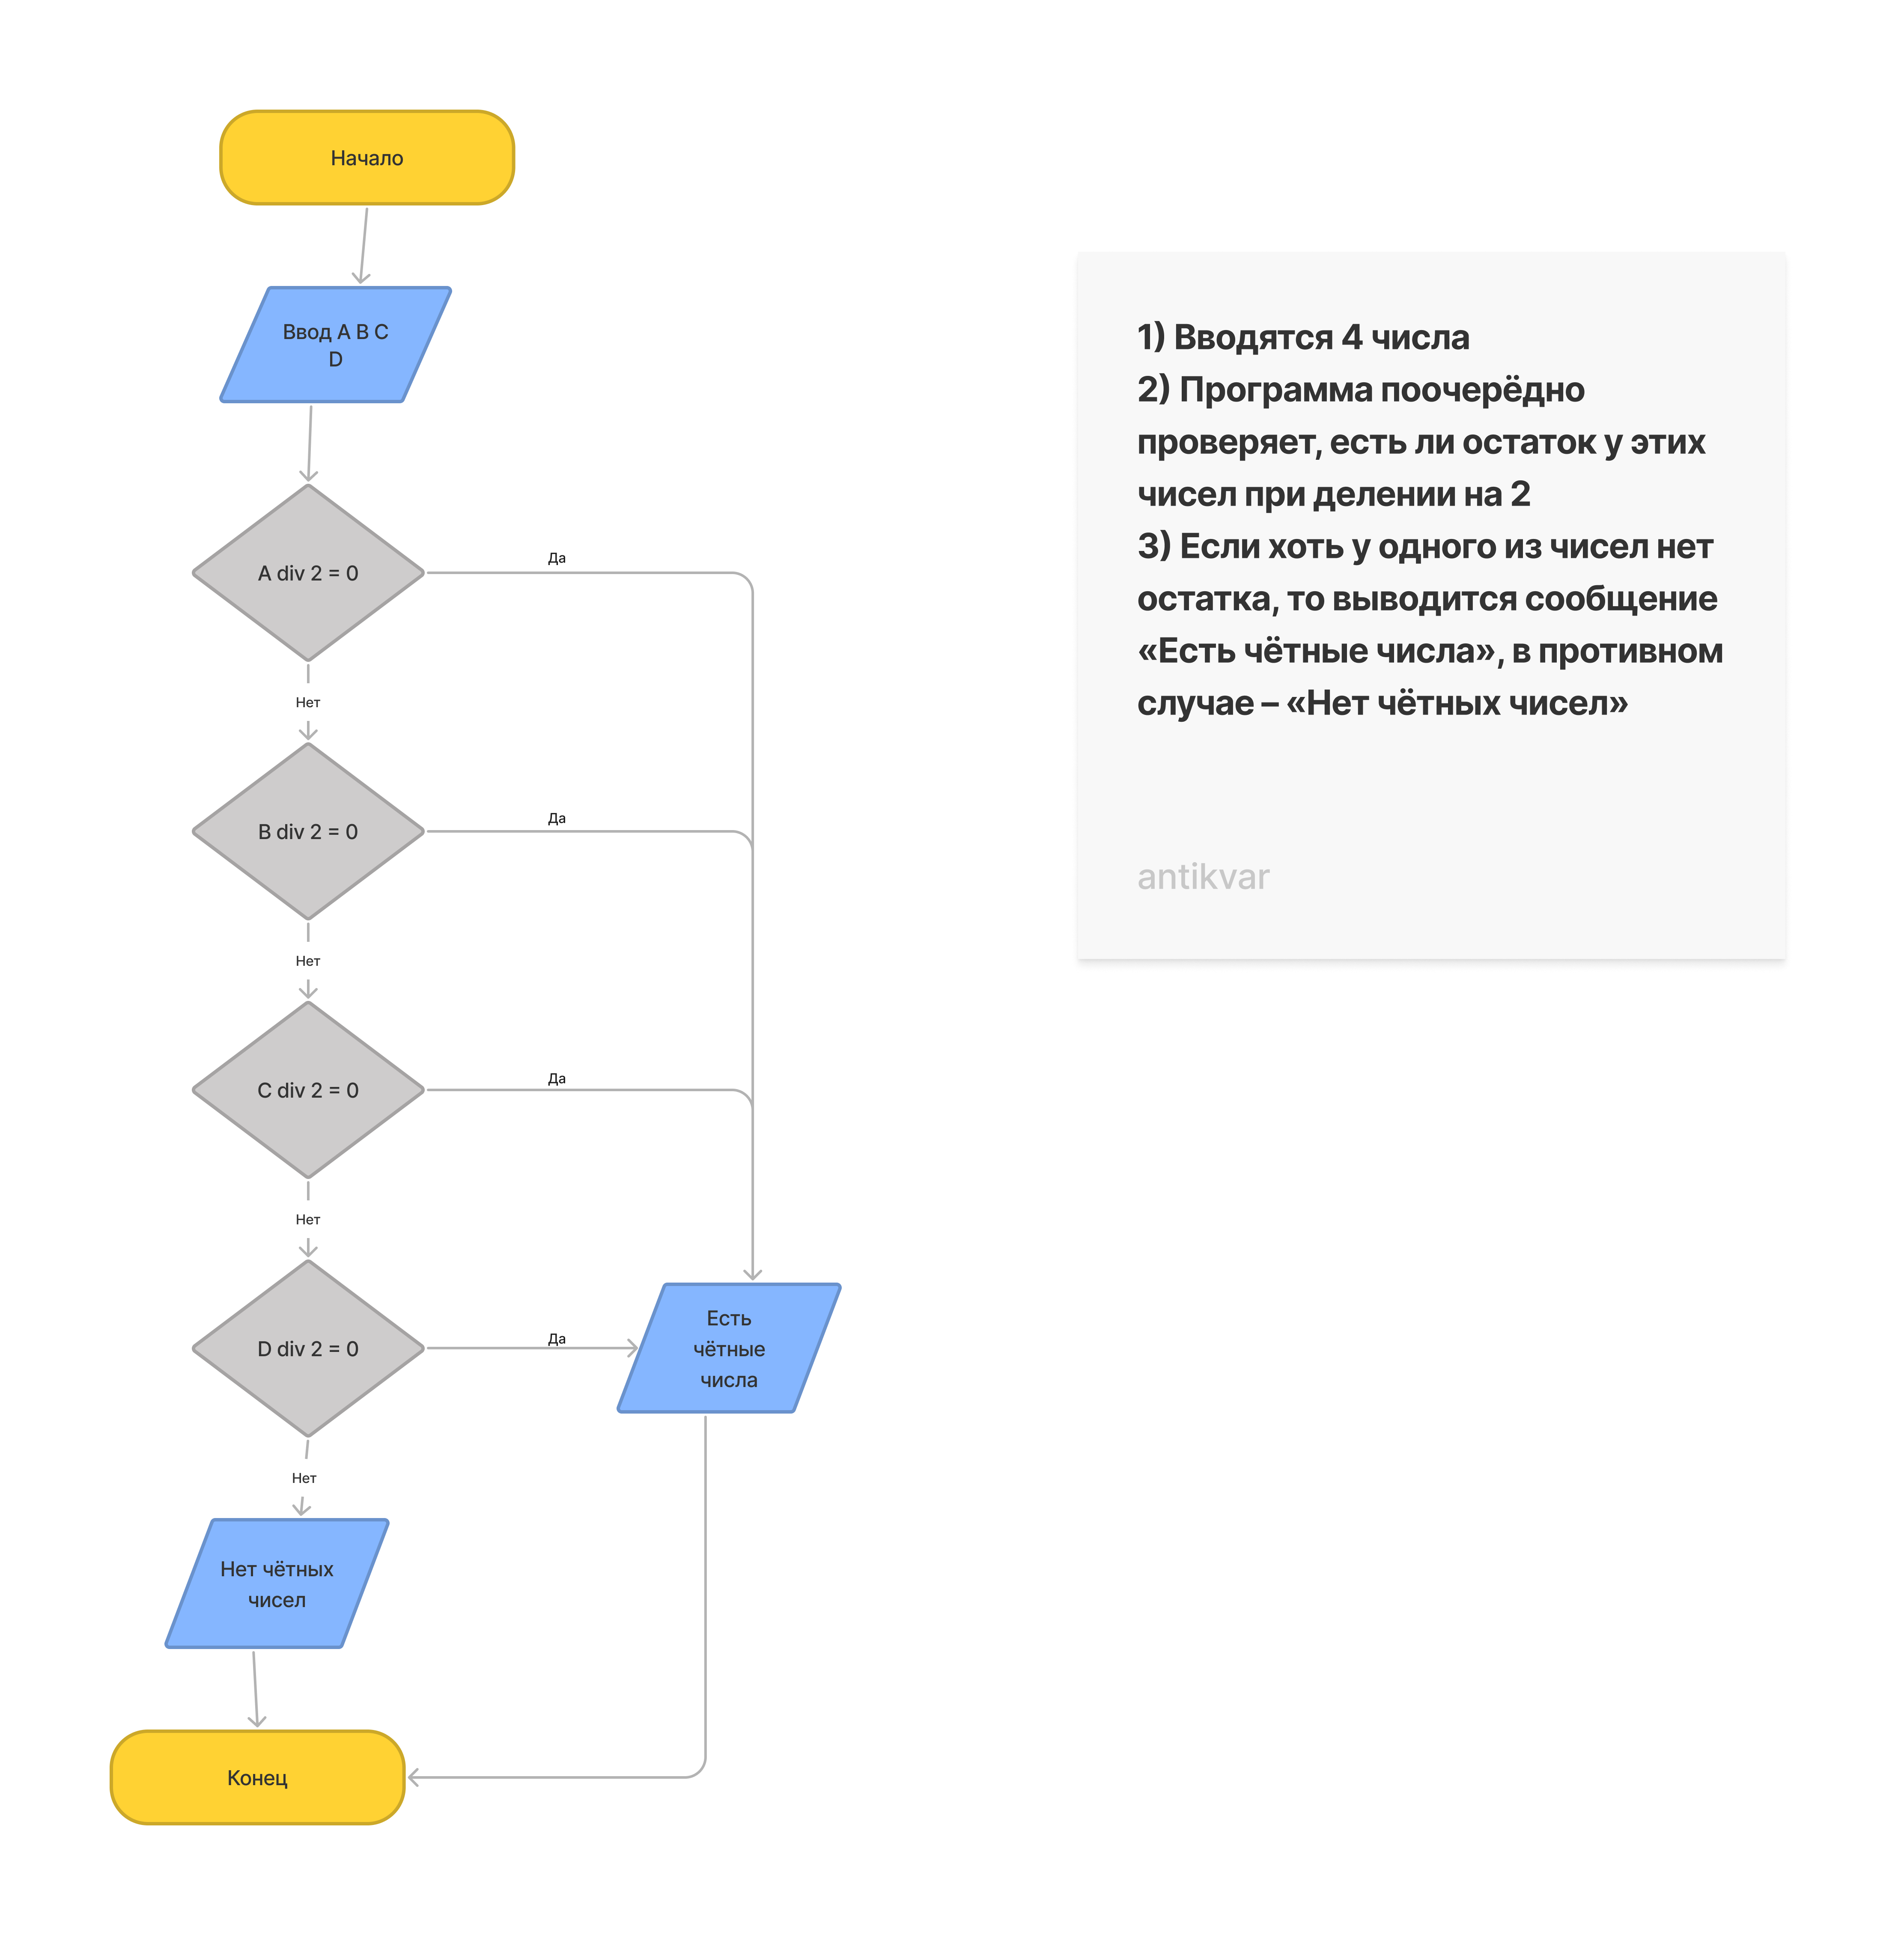 Начало
Ввод A B C
D
A div 2 = 0
Да
Нет
B div 2 = 0
Да
Нет
C div 2 = 0
Да
Нет
D div 2 = 0
Да
Есть
чётные
числа
Нет
Нет чётных
чисел
Конец
1) Вводятся 4 числа
2) Программа поочерёдно
проверяет, есть ли остаток у этих
чисел при делении на 2
3) Если хоть у одного из чисел нет
остатка, то выводится сообщение
«Есть чётные числа», в противном
случае – «Нет чётных чисел»
antikvar